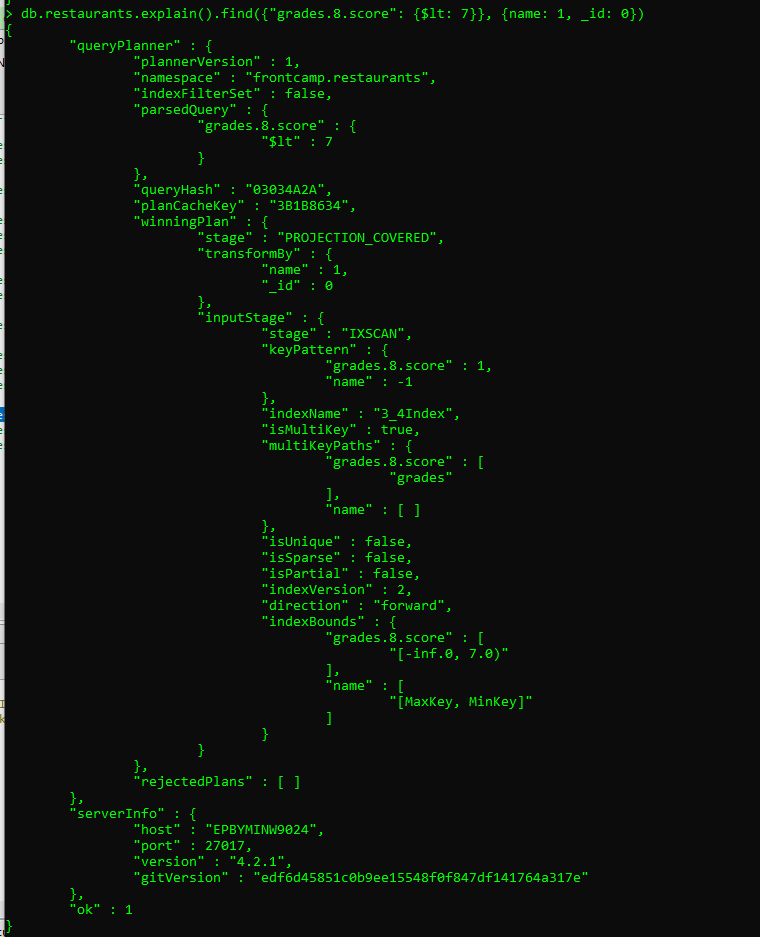 > db.restaurants.explain().find({"grades.8.score": {$lt: 7}}, {name: 1, _id: 0})
{
        "queryPlanner" : {
                "plannerVersion" : 1,
                "namespace" : "frontcamp.restaurants",
                "indexFilterSet" : false,
                "parsedQuery" : {
                        "grades.8.score" : {
                                "$lt" : 7
                        }
                },
                "queryHash" : "03034A2A",
                "planCacheKey" : "3B1B8634",
                "winningPlan" : {
                        "stage" : "PROJECTION_COVERED",
                        "transformBy" : {
                                "name" : 1,
                                "_id" : 0
                        },
                        "inputStage" : {
                                "stage" : "IXSCAN",
                                "keyPattern" : {
                                        "grades.8.score" : 1,
                                        "name" : -1
                                },
                                "indexName" : "3_4Index",
                                "isMultiKey" : true,
                                "multiKeyPaths" : {
                                        "grades.8.score" : [
                                                "grades"
                                        ],
                                        "name" : [ ]
                                },
                                "isUnique" : false,
                                "isSparse" : false,
                                "isPartial" : false,
                                "indexVersion" : 2,
                                "direction" : "forward",
                                "indexBounds" : {
                                        "grades.8.score" : [
                                                "[-inf.0, 7.0)"
                                        ],
                                        "name" : [
                                                "[MaxKey, MinKey]"
                                        ]
                                }
                        }
                },
                "rejectedPlans" : [ ]
        },
        "serverInfo" : {
                "host" : "EPBYMINW9024",
                "port" : 27017,
                "version" : "4.2.1",
                "gitVersion" : "edf6d45851c0b9ee15548f0f847df141764a317e"
        },
        "ok" : 1
}